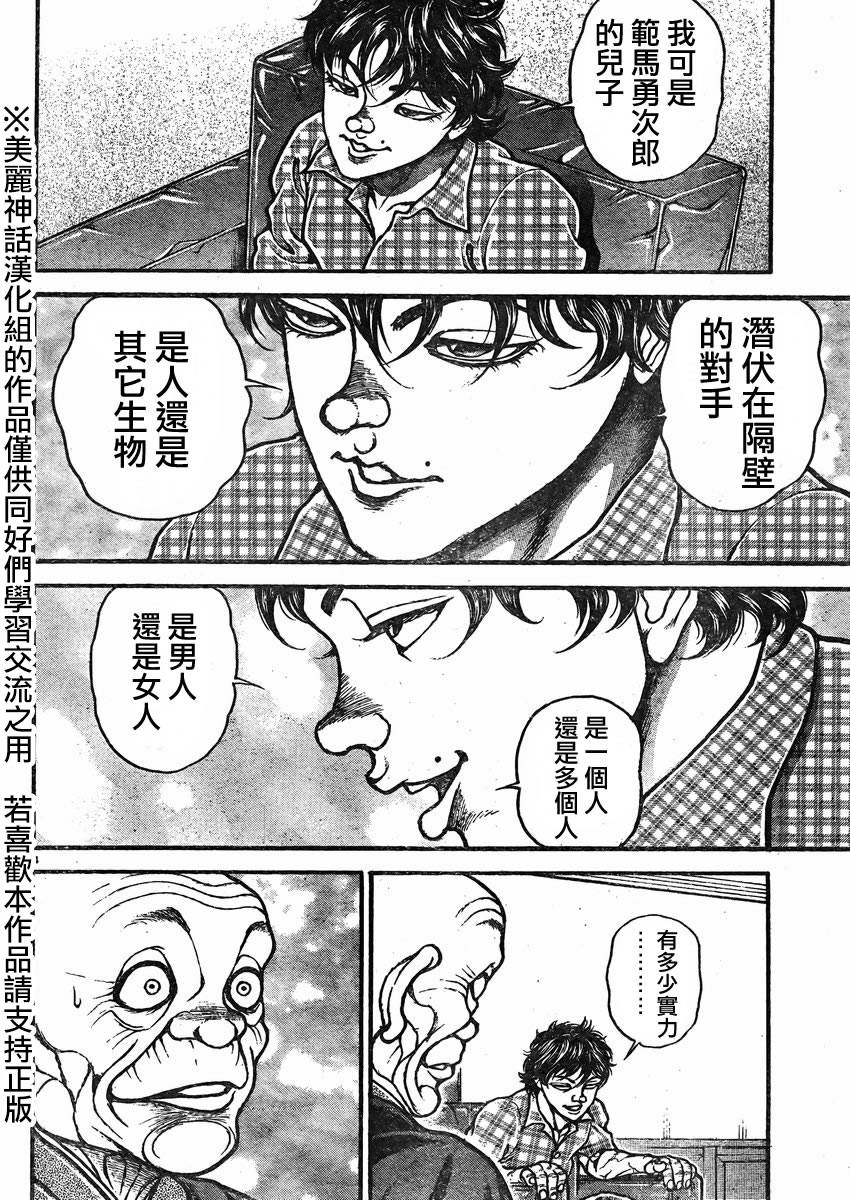 我可是
範馬勇次郎
的兒子
潛伏在隔壁
的對手
是人還是
其它生物
是一個人
還是多個人
是男人
還是女人
有多少實力
…………
※美麗神話漢化組的作品僅供同好們學習交流之用　若喜歡本作品請支持正版